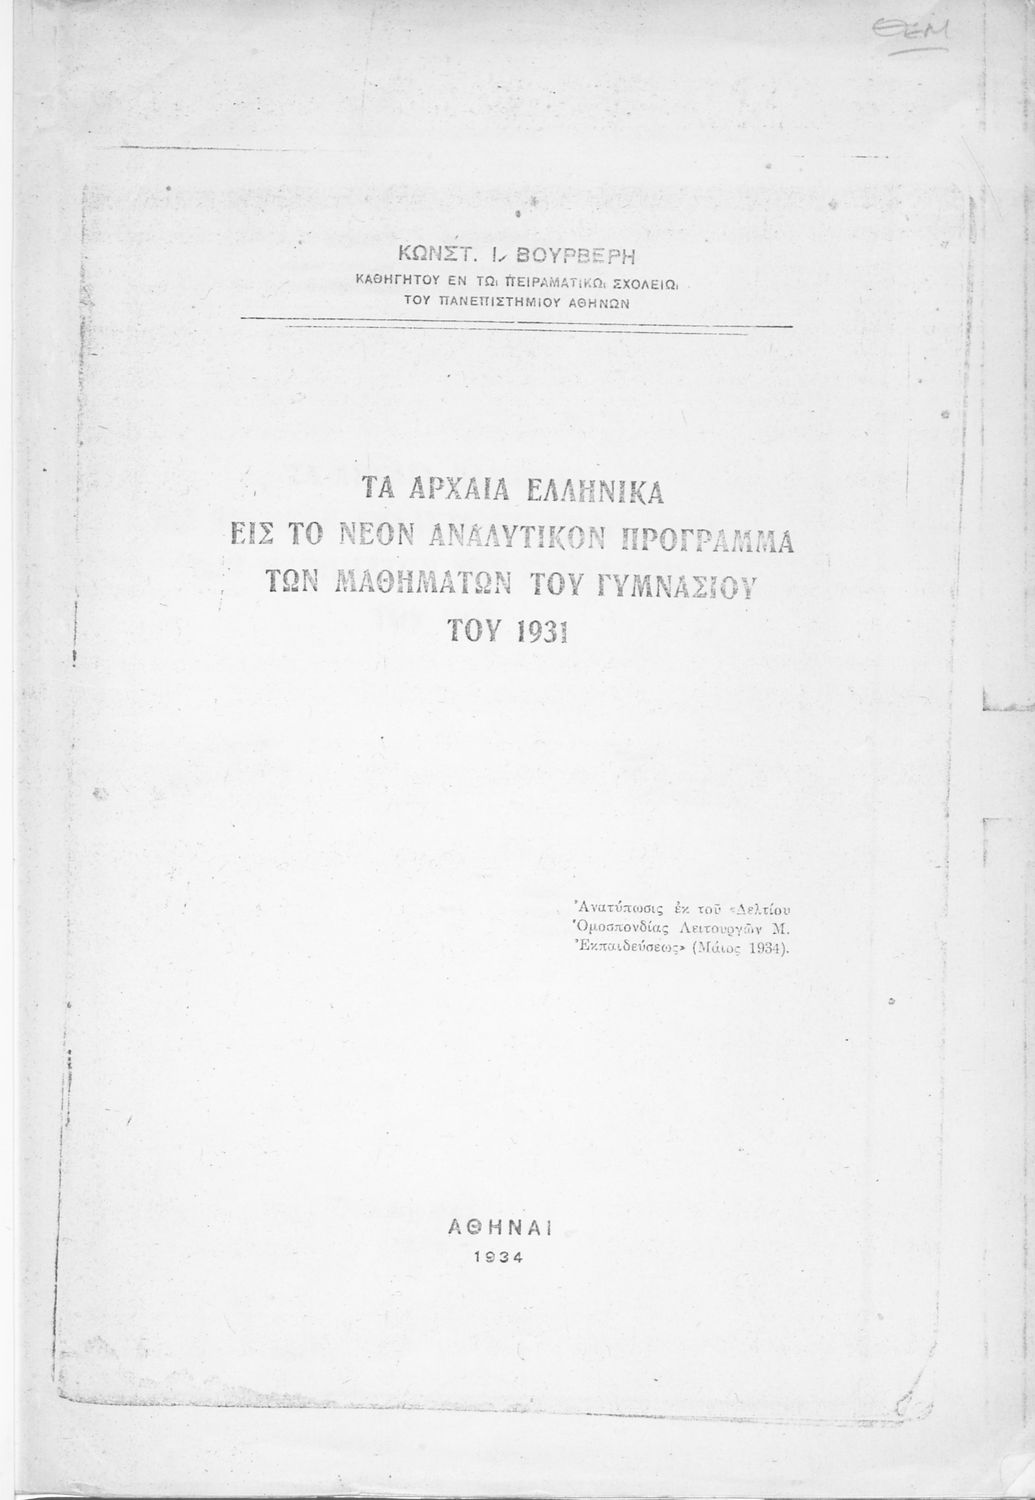 ΘΕΜ
ΚΩΝΣΤ. Ι. ΒΟΥΡΒΕΡΗ
ΚΑΘΗΓΗΤΟΥ ΕΝ ΤΩι ΠΕΙΡΑΜΑΤΙΚΩι ΣΧΟΛΕΙΩι
ΤΟΥ ΠΑΝΕΠΙΣΤΗΜΙΟΥ ΑΘΗΝΩΝ
ΤΑ ΑΡΧΑΙΑ ΕΛΛΗΝΙΚΑ
ΕΙΣ ΤΟ ΝΕΟΝ ΑΝΑΛΥΤΙΚΟΝ ΠΡΟΓΡΑΜΜΑ
ΤΩΝ ΜΑΘΗΜΑΤΩΝ ΤΟΥ ΓΥΜΝΑΣΙΟΥ
ΤΟΥ 1931
Ἀνατύπωσις ἐκ τοῦ «Δελτίου
Ὁμοσπονδίας Λειτουργῶν Μ.
Ἐκπαιδεύσεως» (Μάιος 1934).
ΑΘΗΝΑΙ
1934